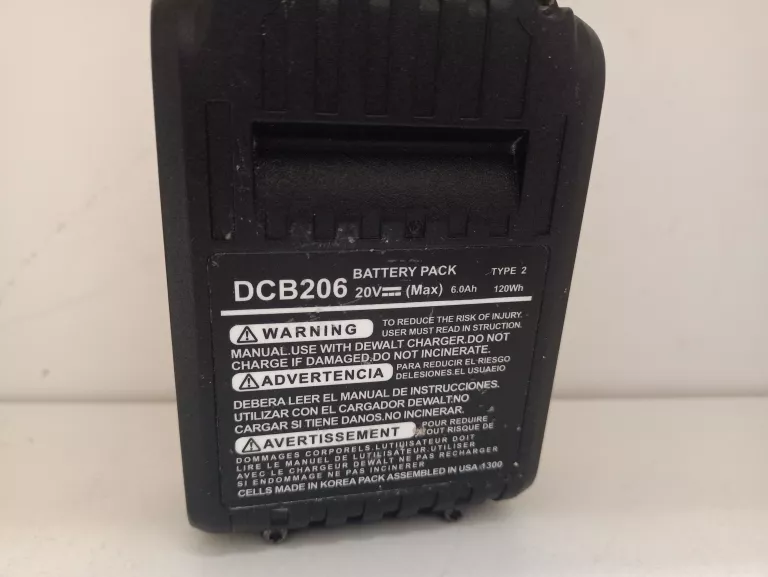 BATTERY PACK TYPE 2
DCB206 20V (Max) 6.0Ah 120Wh
WARNING TO REDUCE THE RISK OF INJURY.
USER MUST READ IN STRUCTION.
MANUAL.USE WITH DEWALT CHARGER.DO NOT
CHARGE IF DAMAGED.DO NOT INCINERATE.
ADVERTENCIA PARA REDUCIR EL RIESGO
DELESIONES.EL USUAEIO
DEBERA LEER EL MANUAL DE INSTRUCCIONES.
UTILIZAR CON EL CARGADOR DEWALT.NO
CARGAR SI TIENE DANOS.NO INCINERAR.
AVERTISSEMENT POUR REDUIRE
TOUT RISQUE DE
DOMMAGES CORPORELS.LUTIUISATEUR DOIT
LIRE LE MANUEL DE L'UTILISATEUR.UTILISER
AVEC LE CHARGEUR DEWALT NE PAS RECHARGER
SI ENDOMMAGE NE PAS INCINERER
CELLS MADE IN KOREA PACK ASSEMBLED IN USA 1300